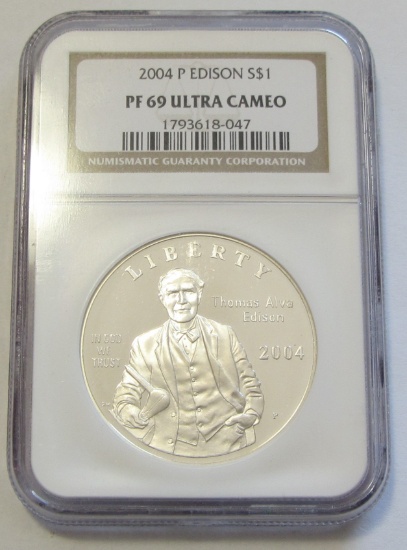 2004 P EDISON S$1
PF 69 ULTRA CAMEO
1793618-047
NUMISMATIC GUARANTY CORPORATION
LIBERTY
Thomas Alva
Edison
IN GOD
WE
TRUST
2004
P